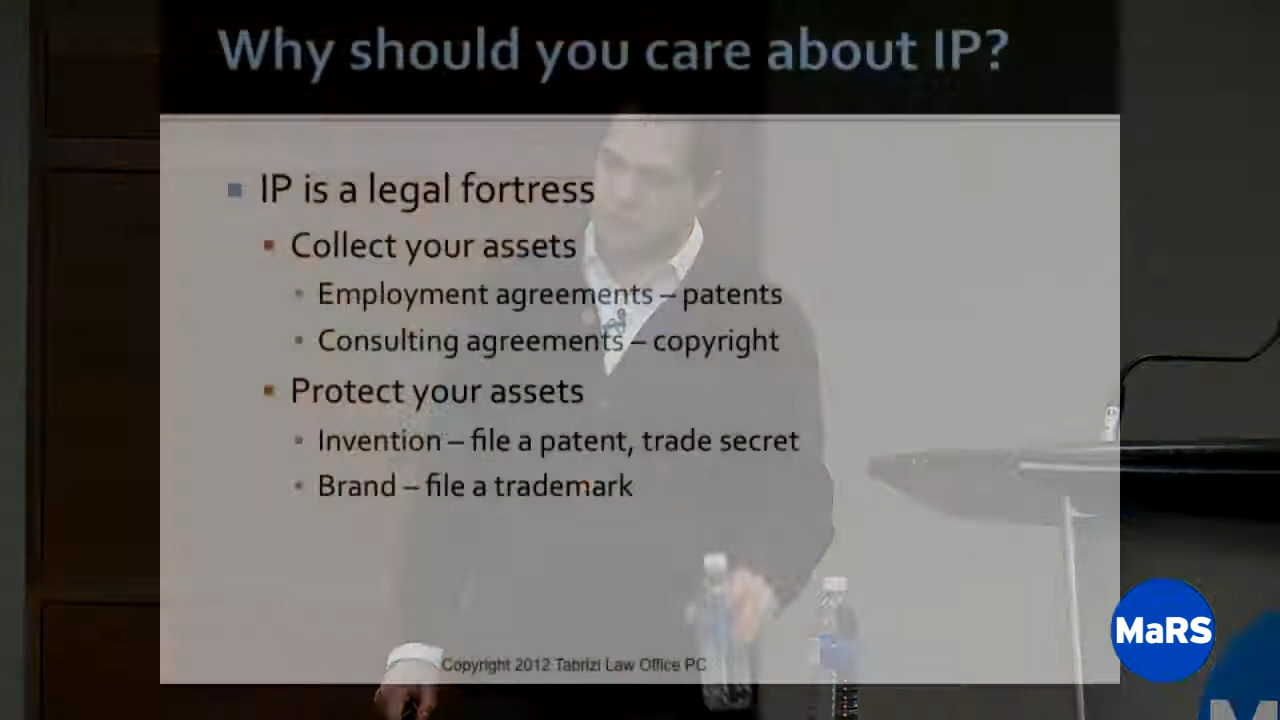 Why should you care about IP?
IP is a legal fortress
Collect your assets
Employment agreements – patents
Consulting agreements – copyright
Protect your assets
Invention – file a patent, trade secret
Brand – file a trademark
Copyright 2012 Tabrizi Law Office PC
MaRS
M